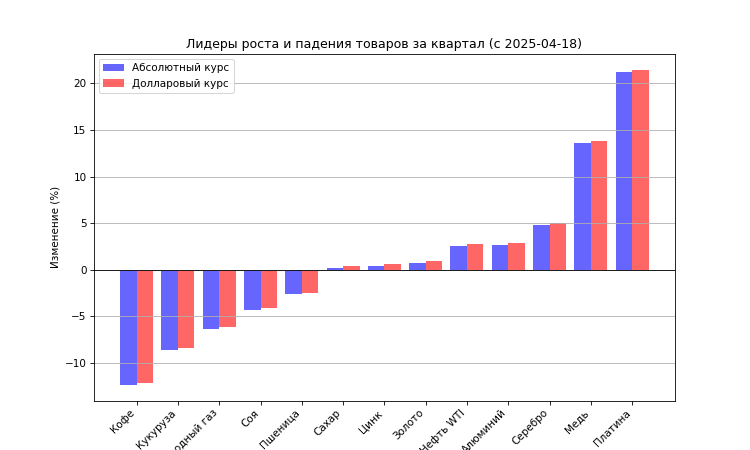 Лидеры роста и падения товаров за квартал (с 2025-04-18)
Абсолютный курс
Долларовый курс
Изменение (%)
20
15
10
5
0
−5
−10
Кофе
Кукуруза
газ
Соя
Пшеница
Сахар
Цинк
Золото
Нефть WTI
Алюминий
Серебро
Медь
Платина